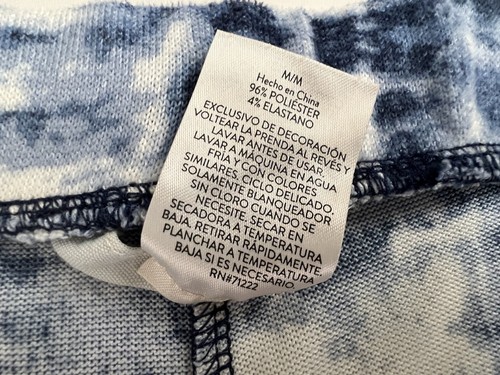 M/M
Hecho en China
96% POLIÉSTER
4% ELASTANO
EXCLUSIVO DE DECORACIÓN
VOLTEAR LA PRENDA AL REVÉS Y
LAVAR ANTES DE USAR.
LAVAR A MÁQUINA EN AGUA
FRÍA Y CON COLORES
SIMILARES. CICLO DELICADO.
SOLAMENTE BLANQUEADOR
SIN CLORO CUANDO SE
NECESITE. SECAR EN
SECADORA A TEMPERATURA
BAJA. RETIRAR RÁPIDAMENTE.
PLANCHAR A TEMPERATURA
BAJA SI ES NECESARIO
RN#71222